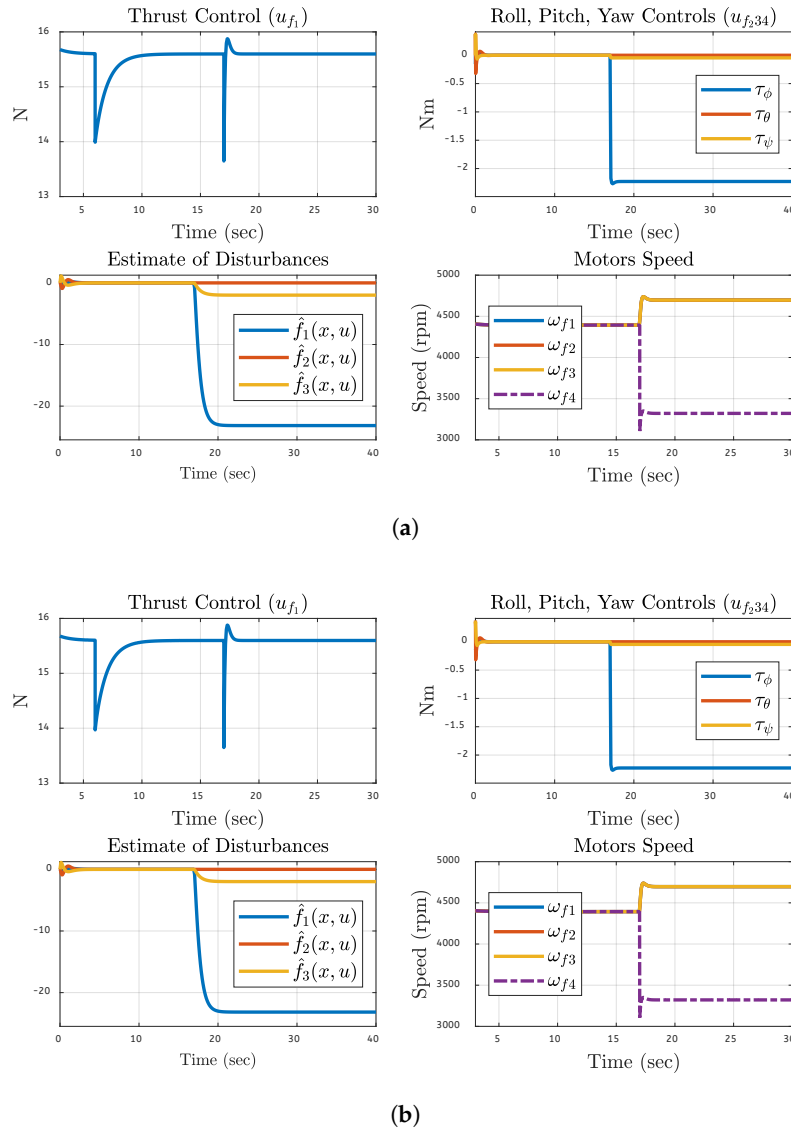 Thrust Control (u_{f_1})
N
16
15
14
13
5
10
15
20
25
30
Time (sec)
Roll, Pitch, Yaw Controls (u_{f_2 34})
Nm
0
-0.5
-1
-1.5
-2
τ_ϕ
τ_θ
τ_ψ
0
10
20
30
40
Time (sec)
Estimate of Disturbances
0
-10
-20
f̂_1(x, u)
f̂_2(x, u)
f̂_3(x, u)
0
10
20
30
40
Time (sec)
Motors Speed
Speed (rpm)
5000
4500
4000
3500
3000
ω_{f1}
ω_{f2}
ω_{f3}
ω_{f4}
5
10
15
20
25
30
Time (sec)
(a)
Thrust Control (u_{f_1})
N
16
15
14
13
5
10
15
20
25
30
Time (sec)
Roll, Pitch, Yaw Controls (u_{f_2 34})
Nm
0
-0.5
-1
-1.5
-2
τ_ϕ
τ_θ
τ_ψ
0
10
20
30
40
Time (sec)
Estimate of Disturbances
0
-10
-20
f̂_1(x, u)
f̂_2(x, u)
f̂_3(x, u)
0
10
20
30
40
Time (sec)
Motors Speed
Speed (rpm)
5000
4500
4000
3500
3000
ω_{f1}
ω_{f2}
ω_{f3}
ω_{f4}
5
10
15
20
25
30
Time (sec)
(b)